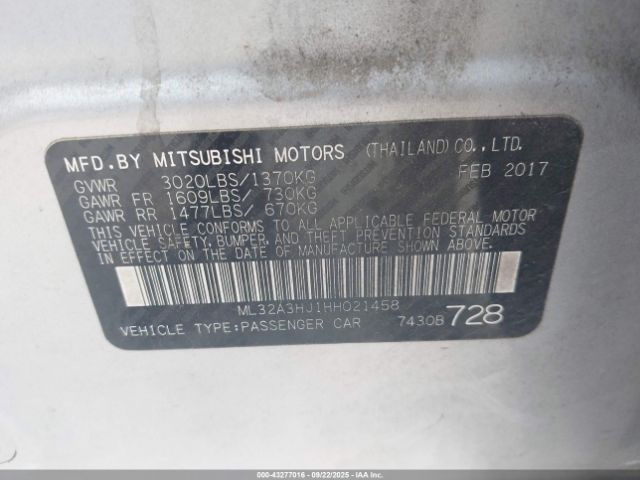 MFD.BY MITSUBISHI MOTORS (THAILAND)CO.,LTD.
FEB 2017
GVWR 3020LBS/1370KG
GAWR FR 1609LBS/ 730KG
GAWR RR 1477LBS/ 670KG
THIS VEHICLE CONFORMS TO ALL APPLICABLE FEDERAL MOTOR
VEHICLE SAFETY, BUMPER, AND THEFT PREVENTION STANDARDS
IN EFFECT ON THE DATE OF MANUFACTURE SHOWN ABOVE.
ML32A3HJ1HH021458
VEHICLE TYPE:PASSENGER CAR 7430B 728
000-43277016 - 09/22/2025 - IAAI.COM